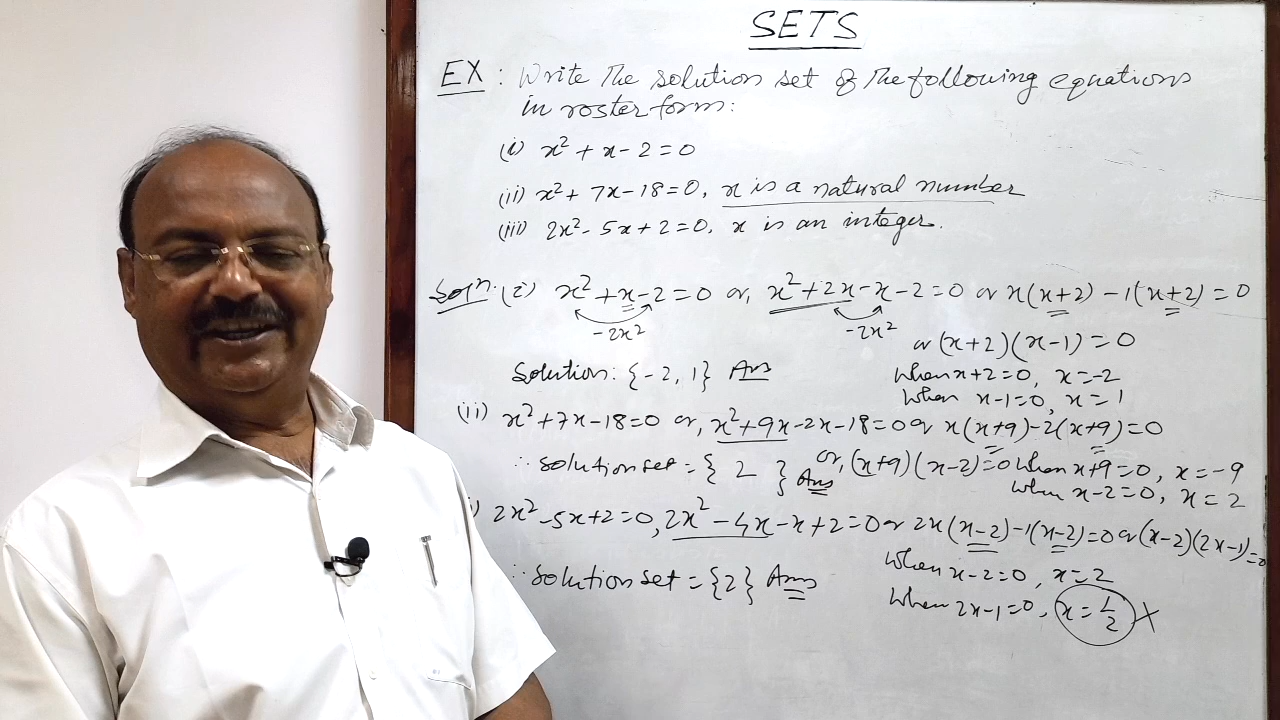 SETS
EX : Write the solution set of the following equations
in roster form:
(i) x² + x - 2 = 0
(ii) x² + 7x - 18 = 0, x is a natural number
(iii) 2x² - 5x + 2 = 0, x is an integer.
Solⁿ. (i) x² + x - 2 = 0 or, x² + 2x - x - 2 = 0 or x(x+2) - 1(x+2) = 0
-2x² -2x²
or (x+2)(x-1) = 0
Solution: {-2, 1} Ans
When x+2=0, x=-2
When x-1=0, x=1
(ii) x² + 7x - 18 = 0 or, x² + 9x - 2x - 18 = 0 or x(x+9) - 2(x+9) = 0
∴ solution set = { 2 } Ans
or, (x+9)(x-2)=0 When x+9=0, x=-9
When x-2=0, x=2
i) 2x² - 5x + 2 = 0, 2x² - 4x - x + 2 = 0 or 2x(x-2) - 1(x-2) = 0 or (x-2)(2x-1)=0
∴ solution set = {2} Ans
When x-2=0, x=2
When 2x-1=0, x=1/2 X